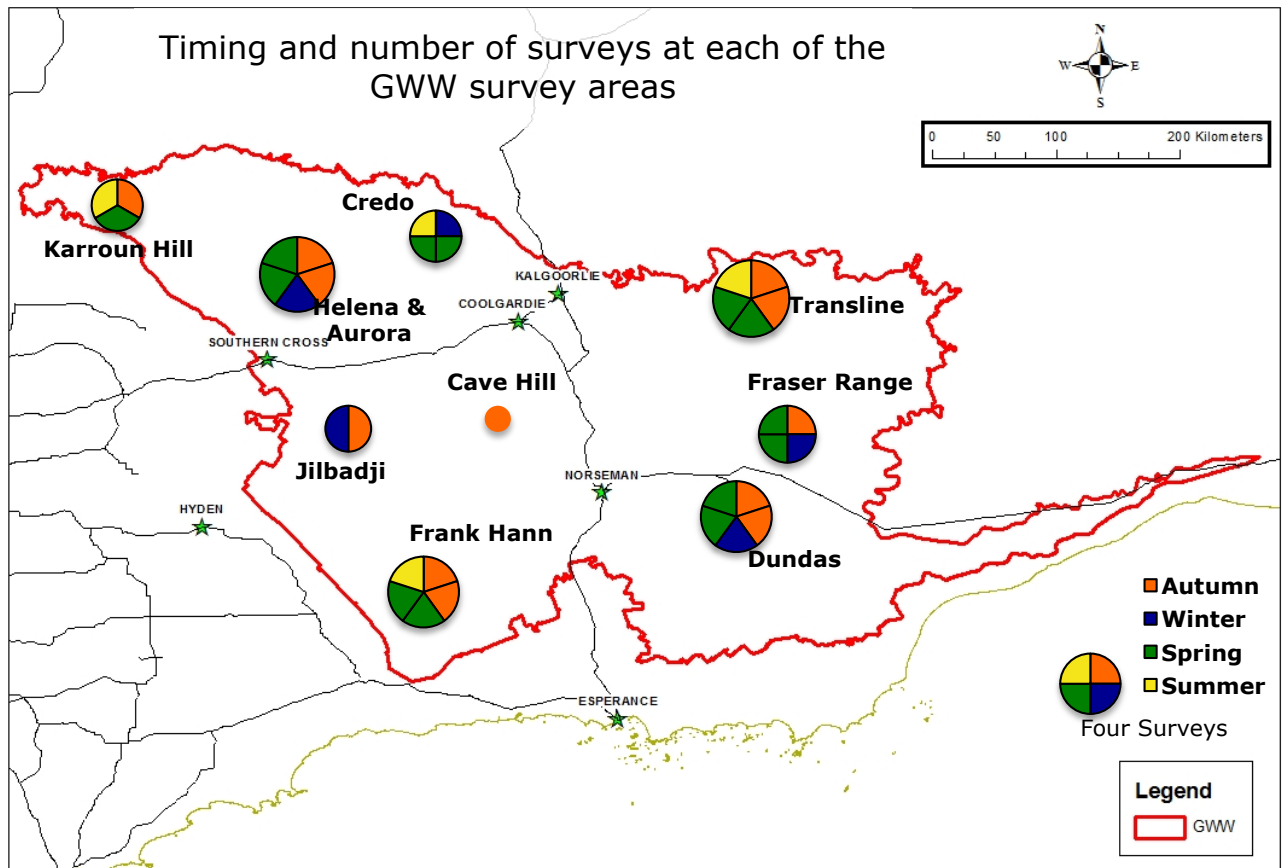 Timing and number of surveys at each of the
GWW survey areas
N
W
E
S
0 50 100 200 Kilometers
Credo
Karroun Hill
KALGOORLIE
COOLGARDIE
Helena &
Aurora
Transline
SOUTHERN CROSS
Cave Hill
Fraser Range
Jilbadji
NORSEMAN
HYDEN
Frank Hann
Dundas
Autumn
Winter
Spring
Summer
ESPERANCE
Four Surveys
Legend
GWW